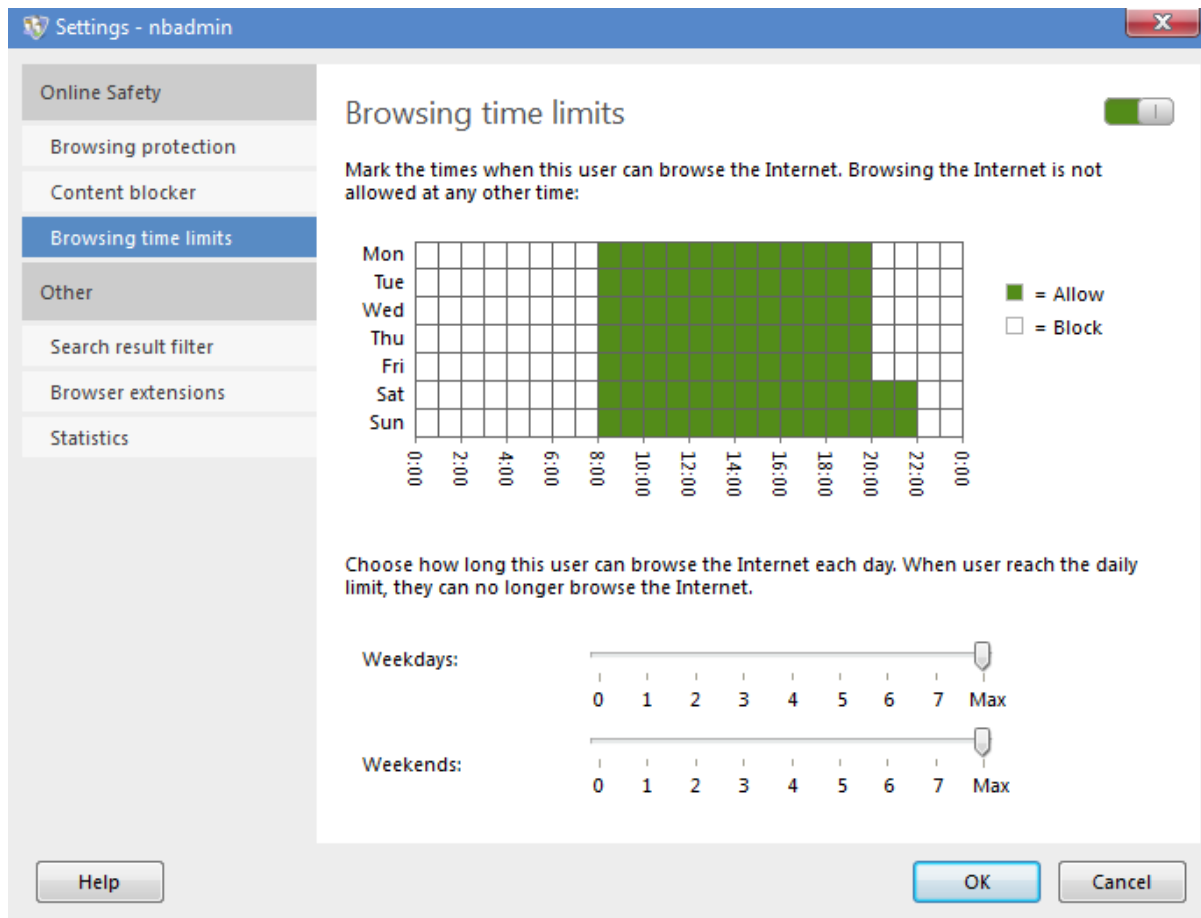 Settings - nbadmin
X
Online Safety
Browsing protection
Content blocker
Browsing time limits
Other
Search result filter
Browser extensions
Statistics
Browsing time limits
Mark the times when this user can browse the Internet. Browsing the Internet is not
allowed at any other time:
Mon
Tue
Wed
Thu
Fri
Sat
Sun
0:00 2:00 4:00 6:00 8:00 10:00 12:00 14:00 16:00 18:00 20:00 22:00 0:00
= Allow
= Block
Choose how long this user can browse the Internet each day. When user reach the daily
limit, they can no longer browse the Internet.
Weekdays:
0 1 2 3 4 5 6 7 Max
Weekends:
0 1 2 3 4 5 6 7 Max
Help
OK
Cancel